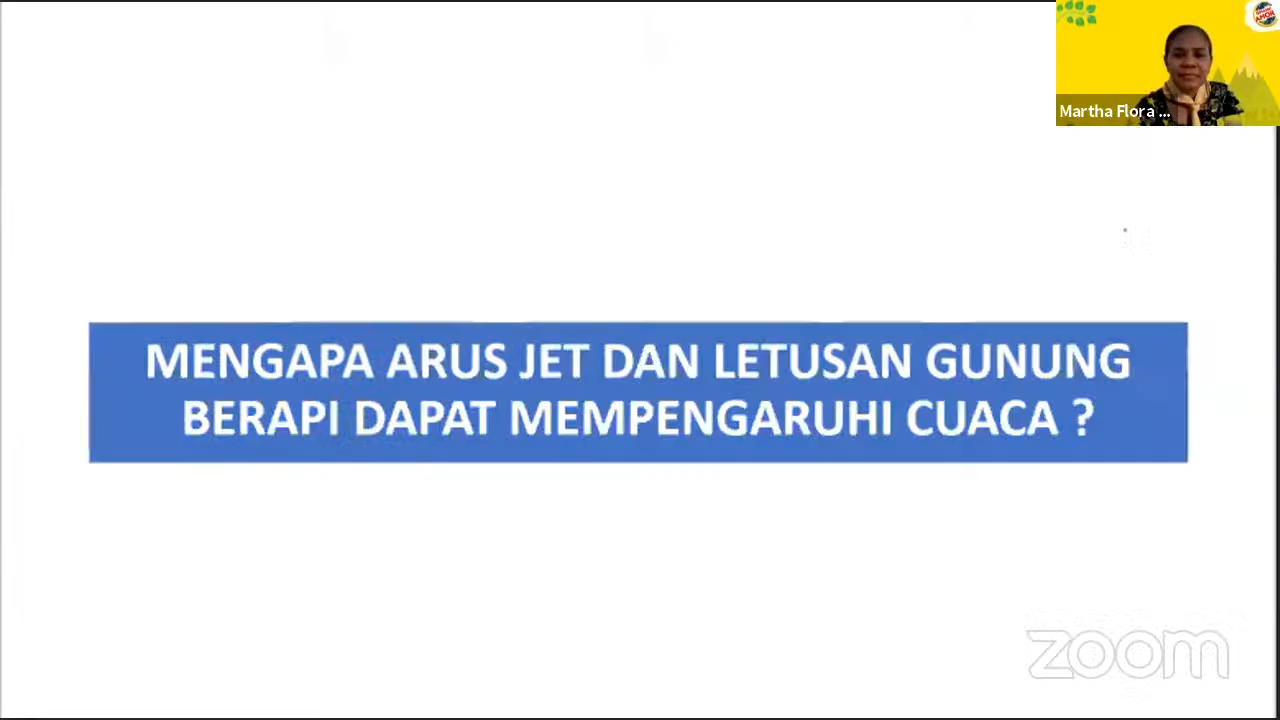 Martha Flora ...
MENGAPA ARUS JET DAN LETUSAN GUNUNG
BERAPI DAPAT MEMPENGARUHI CUACA ?
zoom